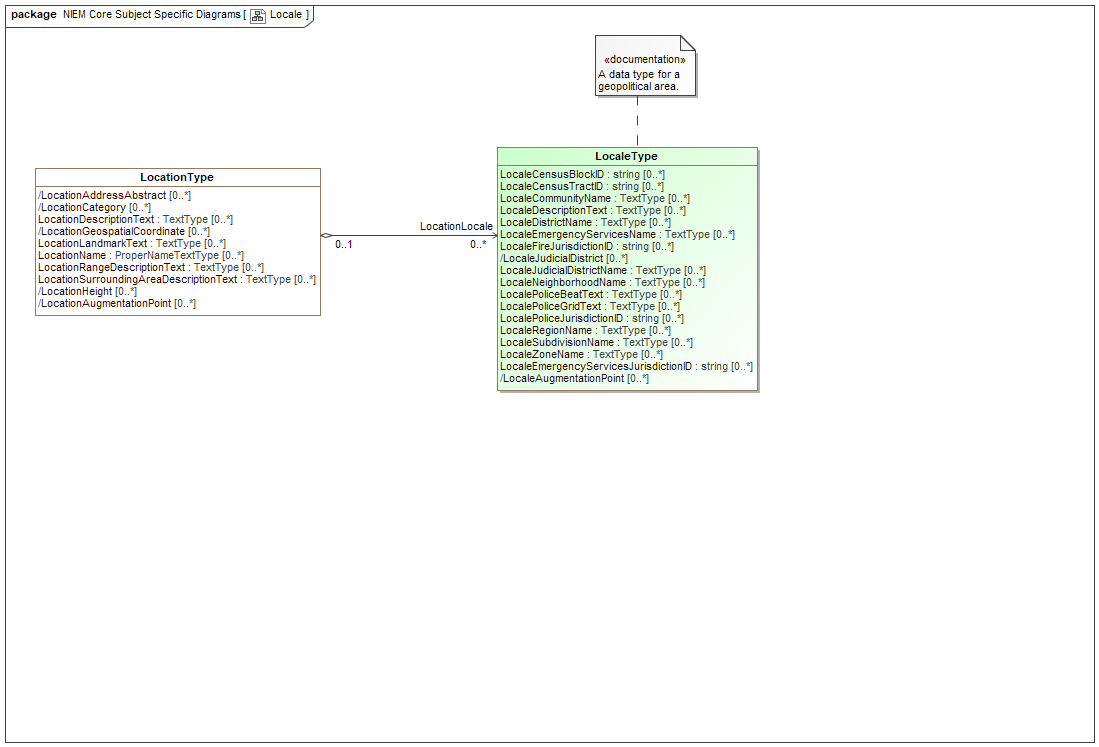 package NIEM Core Subject Specific Diagrams [ Locale ]
«documentation»
A data type for a
geopolitical area.
LocationType
/LocationAddressAbstract [0..*]
/LocationCategory [0..*]
LocationDescriptionText : TextType [0..*]
/LocationGeospatialCoordinate [0..*]
LocationLandmarkText : TextType [0..*]
LocationName : ProperNameTextType [0..*]
LocationRangeDescriptionText : TextType [0..*]
LocationSurroundingAreaDescriptionText : TextType [0..*]
/LocationHeight [0..*]
/LocationAugmentationPoint [0..*]
LocationLocale
0..1
0..*
LocaleType
LocaleCensusBlockID : string [0..*]
LocaleCensusTractID : string [0..*]
LocaleCommunityName : TextType [0..*]
LocaleDescriptionText : TextType [0..*]
LocaleDistrictName : TextType [0..*]
LocaleEmergencyServicesName : TextType [0..*]
LocaleFireJurisdictionID : string [0..*]
/LocaleJudicialDistrict [0..*]
LocaleJudicialDistrictName : TextType [0..*]
LocaleNeighborhoodName : TextType [0..*]
LocalePoliceBeatText : TextType [0..*]
LocalePoliceGridText : TextType [0..*]
LocalePoliceJurisdictionID : string [0..*]
LocaleRegionName : TextType [0..*]
LocaleSubdivisionName : TextType [0..*]
LocaleZoneName : TextType [0..*]
LocaleEmergencyServicesJurisdictionID : string [0..*]
/LocaleAugmentationPoint [0..*]